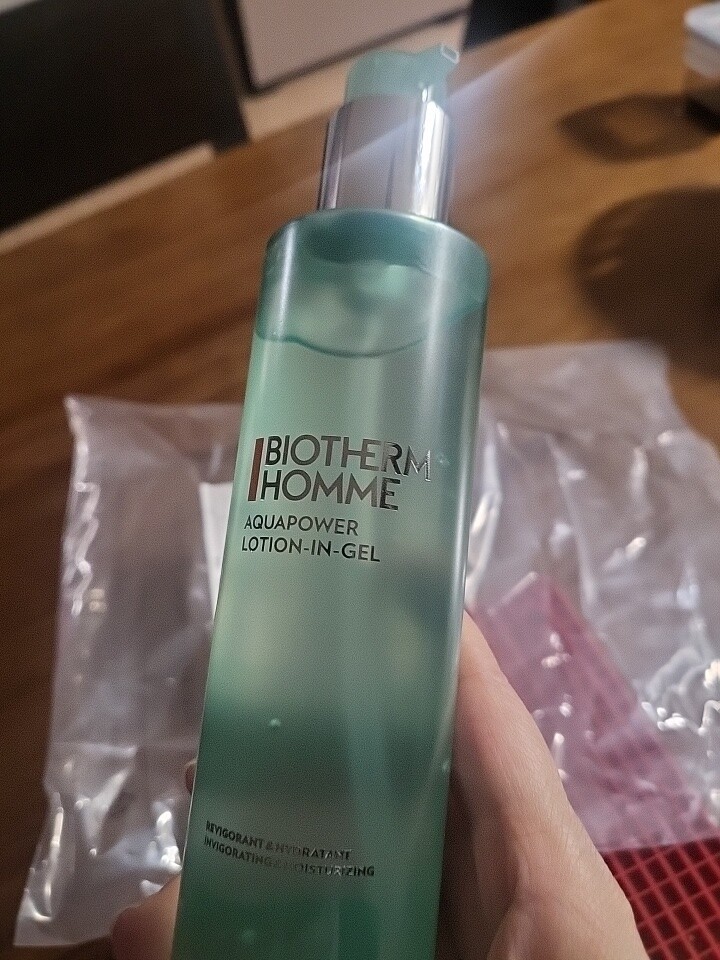 BIOTHERM
HOMME
AQUAPOWER
LOTION-IN-GEL
REVIGORANT & HYDRATANT
INVIGORATING & MOISTURIZING